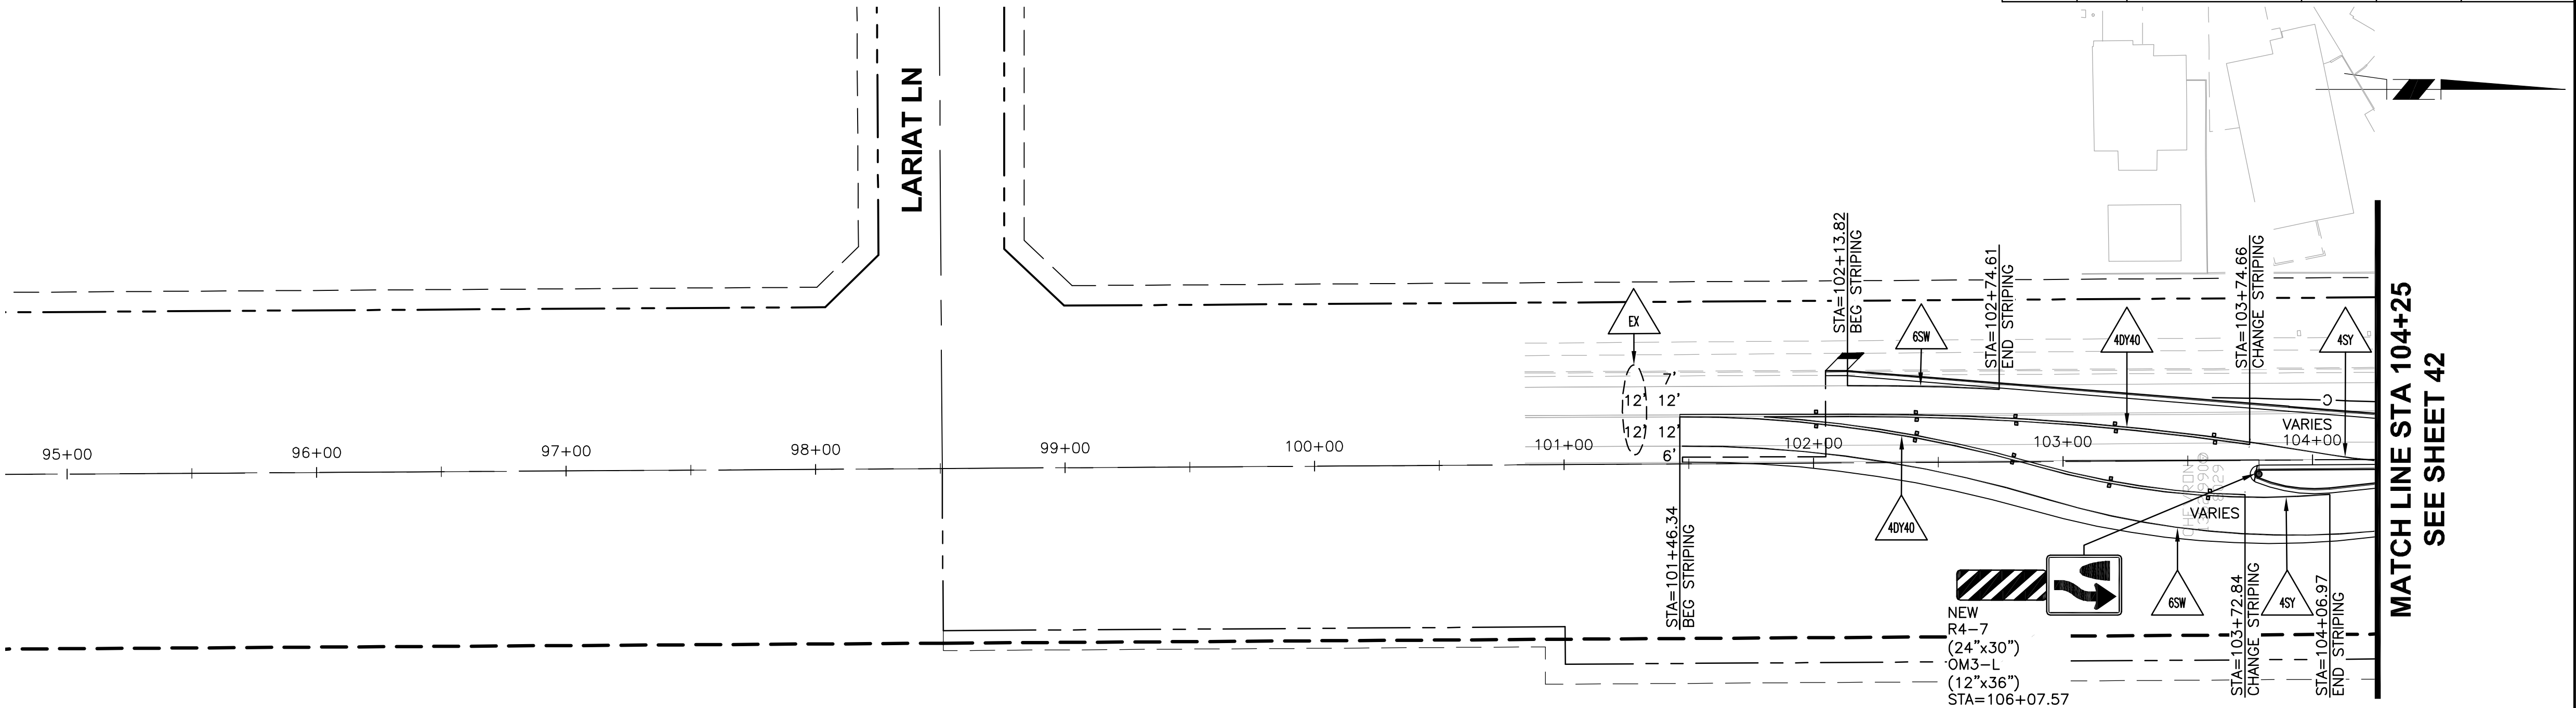 LARIAT LN
95+00
96+00
97+00
98+00
99+00
100+00
101+00
102+00
103+00
104+00
EX
7'
12' 12'
12' 12'
6'
STA=101+46.34
BEG STRIPING
STA=102+13.82
BEG STRIPING
6SW
STA=102+74.61
END STRIPING
4DY40
STA=103+74.66
CHANGE STRIPING
4SY
C
VARIES
4DY40
VARIES
6SW
4SY
STA=103+72.84
CHANGE STRIPING
STA=104+06.97
END STRIPING
NEW
R4-7
(24"x30")
OM3-L
(12"x36")
STA=106+07.57
MATCH LINE STA 104+25
SEE SHEET 42